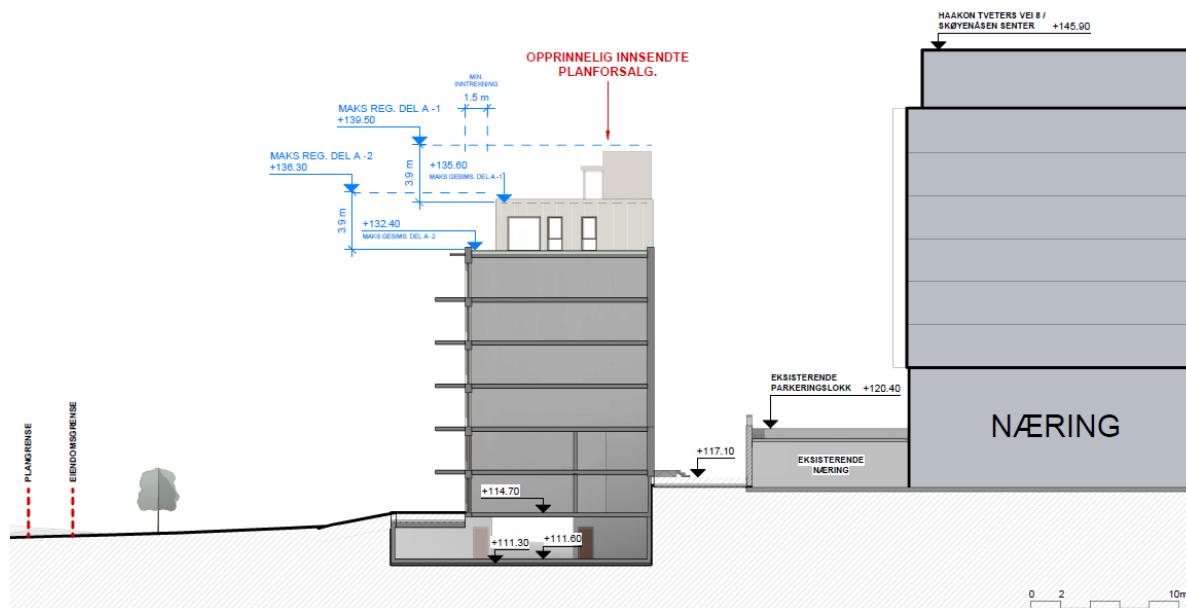 HAAKON TVETERS VEI 8 /
SKØYENÅSEN SENTER +145.90
OPPRINNELIG INNSENDTE
PLANFORSALG.
MIN.
INNTREKNING
1.5 m
MAKS REG. DEL A -1
+139.50
MAKS REG. DEL A -2
+136.30
3.9 m
+135.60
MAKS GESIMS. DEL A -1
3.9 m
+132.40
MAKS GESIMS. DEL A -2
EKSISTERENDE
PARKERINGSLOKK +120.40
NÆRING
EKSISTERENDE
NÆRING
+117.10
PLANGRENSE
EIENDOMSGRENSE
+114.70
+111.30
+111.60
0 2 10m